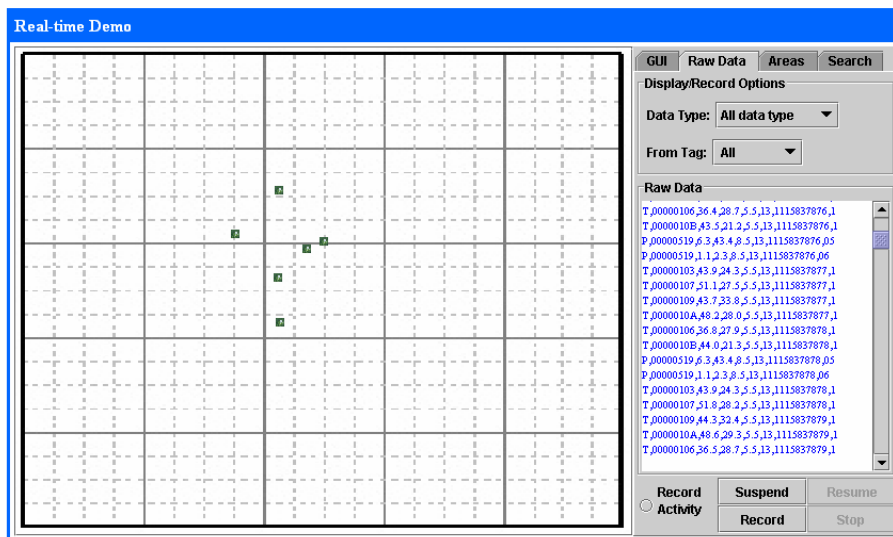 Real-time Demo
GUI Raw Data Areas Search
Display/Record Options
Data Type: All data type
From Tag: All
Raw Data
T,00000106,36.4,28.7,5.5,13,1115837876,1
T,0000010B,43.5,21.2,5.5,13,1115837876,1
P,00000519,6.3,43.4,8.5,13,1115837876,05
P,00000519,1.1,2.3,8.5,13,1115837876,06
T,00000103,43.9,24.3,5.5,13,1115837877,1
T,00000107,51.1,27.5,5.5,13,1115837877,1
T,00000109,43.7,33.8,5.5,13,1115837877,1
T,0000010A,48.2,28.0,5.5,13,1115837877,1
T,00000106,36.8,27.9,5.5,13,1115837878,1
T,0000010B,44.0,21.3,5.5,13,1115837878,1
P,00000519,6.3,43.4,8.5,13,1115837878,05
P,00000519,1.1,2.3,8.5,13,1115837878,06
T,00000103,43.9,24.3,5.5,13,1115837878,1
T,00000107,51.8,28.2,5.5,13,1115837878,1
T,00000109,44.3,32.4,5.5,13,1115837879,1
T,0000010A,48.6,29.3,5.5,13,1115837879,1
T,00000106,36.5,28.7,5.5,13,1115837879,1
Record Activity
Suspend Resume
Record Stop